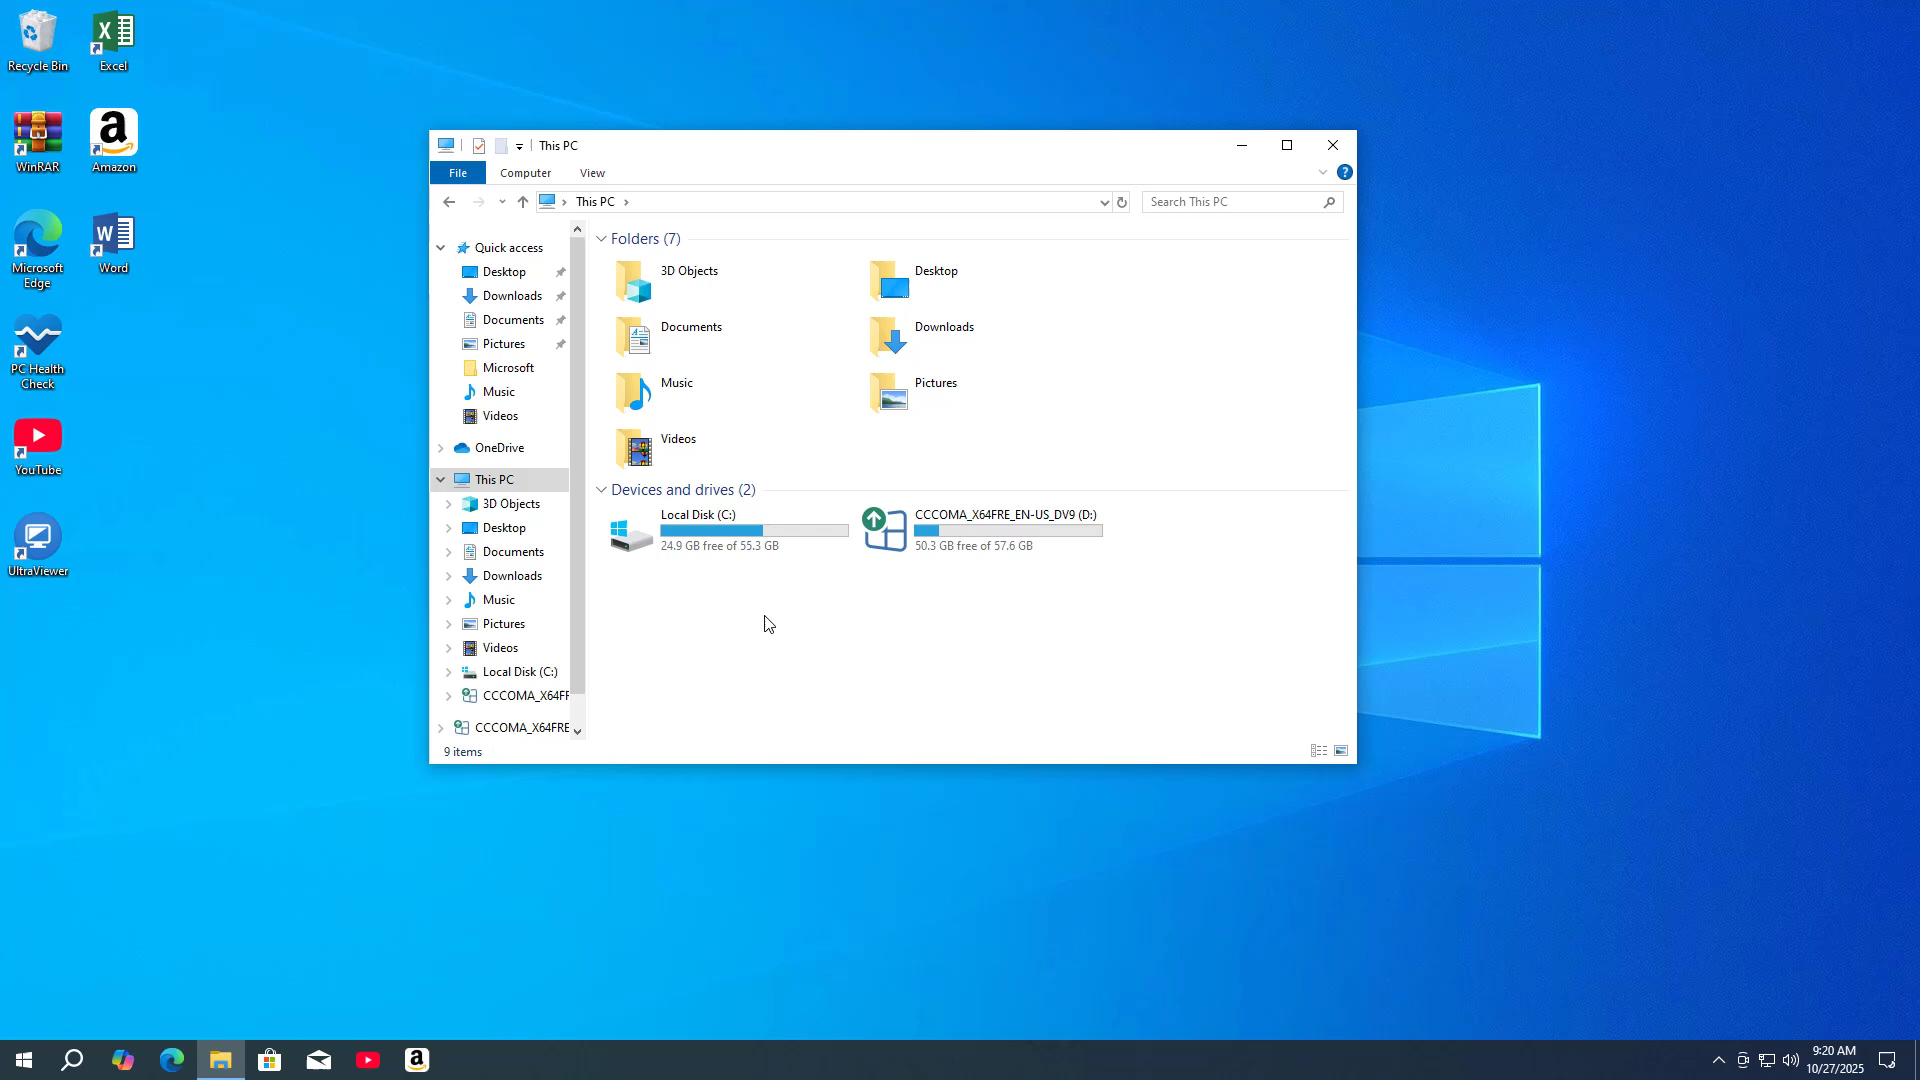 Recycle Bin
Excel
WinRAR
Amazon
Microsoft
Edge
Word
PC Health
Check
YouTube
UltraViewer
This PC
File
Computer
View
This PC
Search This PC
Quick access
Desktop
Downloads
Documents
Pictures
Microsoft
Music
Videos
OneDrive
This PC
3D Objects
Desktop
Documents
Downloads
Music
Pictures
Videos
Local Disk (C:)
CCCOMA_X64FR
CCCOMA_X64FRE
9 items
Folders (7)
3D Objects
Desktop
Documents
Downloads
Music
Pictures
Videos
Devices and drives (2)
Local Disk (C:)
24.9 GB free of 55.3 GB
CCCOMA_X64FRE_EN-US_DV9 (D:)
50.3 GB free of 57.6 GB
9:20 AM
10/27/2025